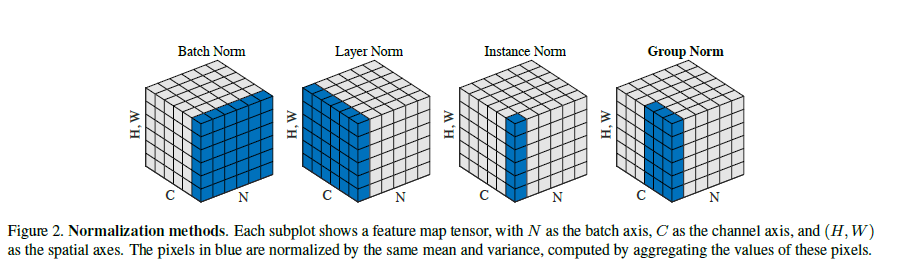 Batch Norm Layer Norm Instance Norm Group Norm
H, W H, W H, W H, W
C N C N C N C N
Figure 2. Normalization methods. Each subplot shows a feature map tensor, with N as the batch axis, C as the channel axis, and (H, W)
as the spatial axes. The pixels in blue are normalized by the same mean and variance, computed by aggregating the values of these pixels.